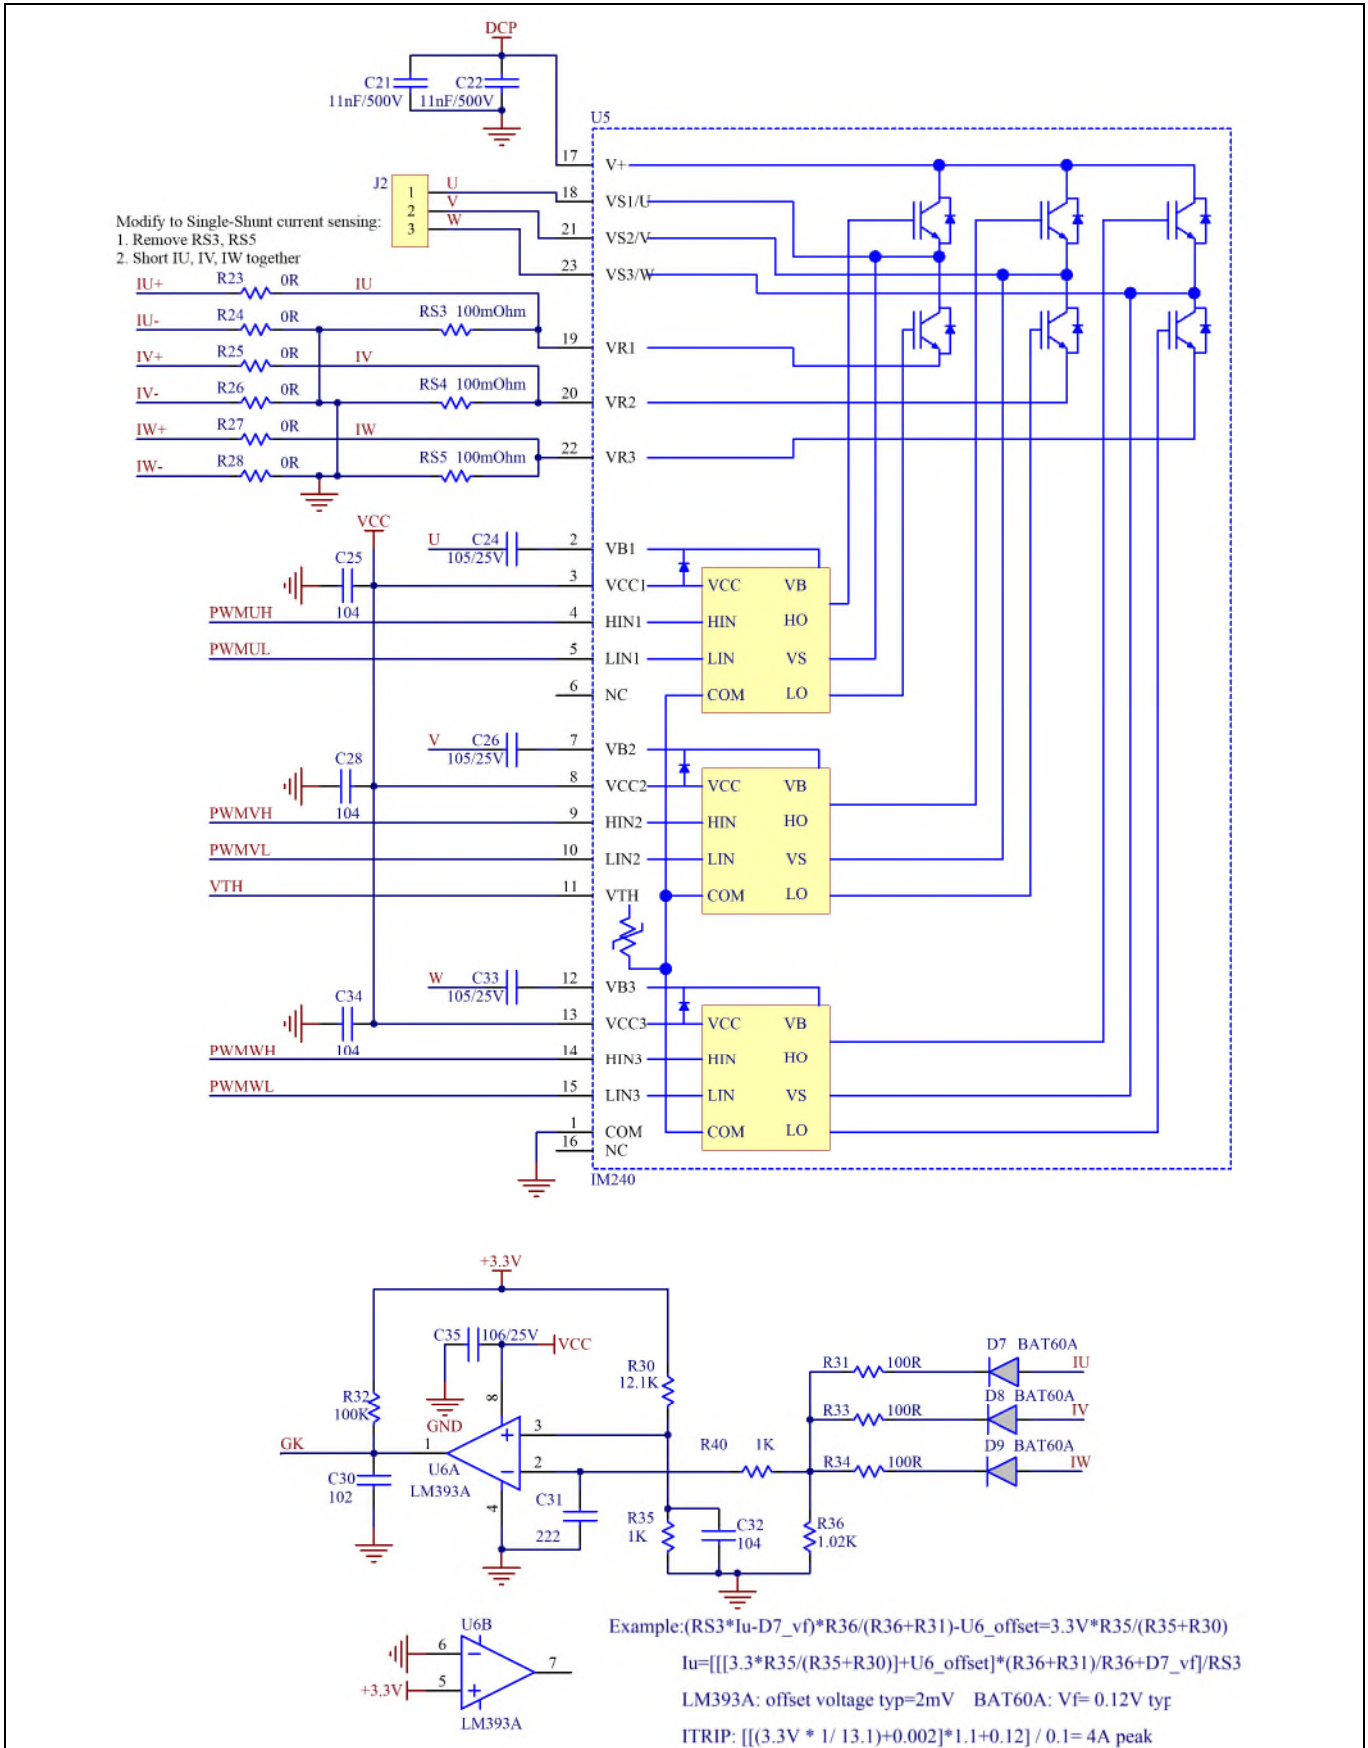 DCP
C21
11nF/500V
C22
11nF/500V
U5
17
V+
J2
1
2
3
U
V
W
18
VS1/U
21
VS2/V
23
VS3/W
Modify to Single-Shunt current sensing:
1. Remove RS3, RS5
2. Short IU, IV, IW together
IU+
R23
0R
IU
IU-
R24
0R
RS3 100mOhm
19
VR1
IV+
R25
0R
IV
IV-
R26
0R
RS4 100mOhm
20
VR2
IW+
R27
0R
IW
IW-
R28
0R
RS5 100mOhm
22
VR3
VCC
U
C24
105/25V
2
VB1
C25
104
3
VCC1
VCC
VB
PWMUH
4
HIN1
HIN
HO
PWMUL
5
LIN1
LIN
VS
6
NC
COM
LO
V
C26
105/25V
7
VB2
C28
104
8
VCC2
VCC
VB
PWMVH
9
HIN2
HIN
HO
PWMVL
10
LIN2
LIN
VS
VTH
11
VTH
COM
LO
W
C33
105/25V
12
VB3
C34
104
13
VCC3
VCC
VB
PWMWH
14
HIN3
HIN
HO
PWMWL
15
LIN3
LIN
VS
1
COM
COM
LO
16
NC
IM240
+3.3V
C35
106/25V
VCC
GND
R30
12.1K
R32
100K
8
GK
1
U6A
LM393A
+
3
−
2
4
C30
102
C31
222
R40
1K
R35
1K
C32
104
R36
1.02K
R31
100R
D7 BAT60A
IU
R33
100R
D8 BAT60A
IV
R34
100R
D9 BAT60A
IW
U6B
6
−
5
+
7
+3.3V
LM393A
Example:(RS3*Iu-D7_vf)*R36/(R36+R31)-U6_offset=3.3V*R35/(R35+R30)
Iu=[[[3.3*R35/(R35+R30)]+U6_offset]*(R36+R31)/R36+D7_vf]/RS3
LM393A: offset voltage typ=2mV BAT60A: Vf= 0.12V typ
ITRIP: [[(3.3V * 1/ 13.1)+0.002]*1.1+0.12] / 0.1= 4A peak